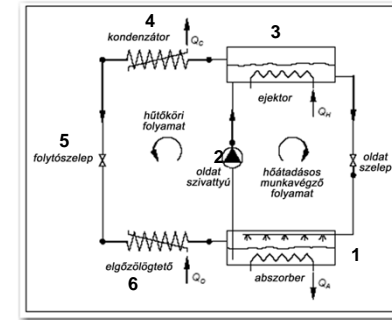 4
kondenzátor
Q_C
3
ejektor
Q_H
5
folytószelep
hűtőköri
folyamat
2
oldat
szivattyú
hőátadásos
munkavégző
folyamat
oldat
szelep
elgőzölögtető
6
Q_O
1
abszorber
Q_A